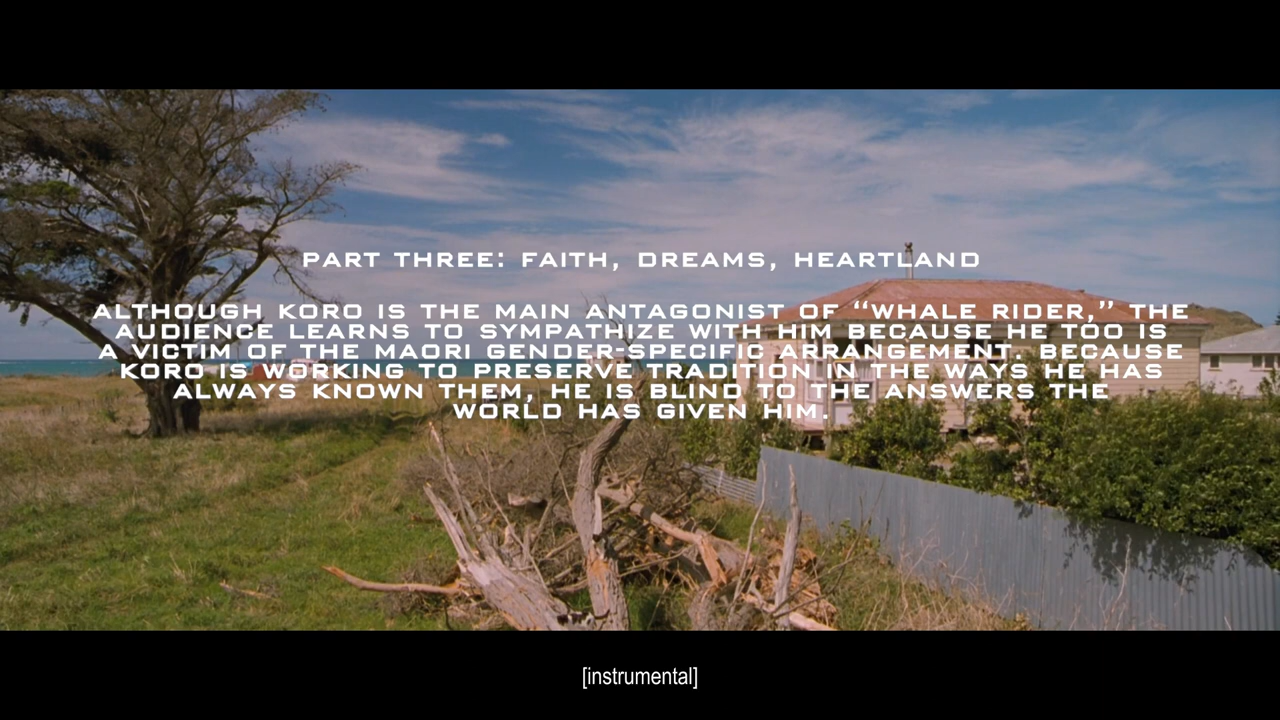 PART THREE: FAITH, DREAMS, HEARTLAND
ALTHOUGH KORO IS THE MAIN ANTAGONIST OF “WHALE RIDER,” THE
AUDIENCE LEARNS TO SYMPATHIZE WITH HIM BECAUSE HE TOO IS
A VICTIM OF THE MAORI GENDER-SPECIFIC ARRANGEMENT. BECAUSE
KORO IS WORKING TO PRESERVE TRADITION IN THE WAYS HE HAS
ALWAYS KNOWN THEM, HE IS BLIND TO THE ANSWERS THE
WORLD HAS GIVEN HIM.
[instrumental]